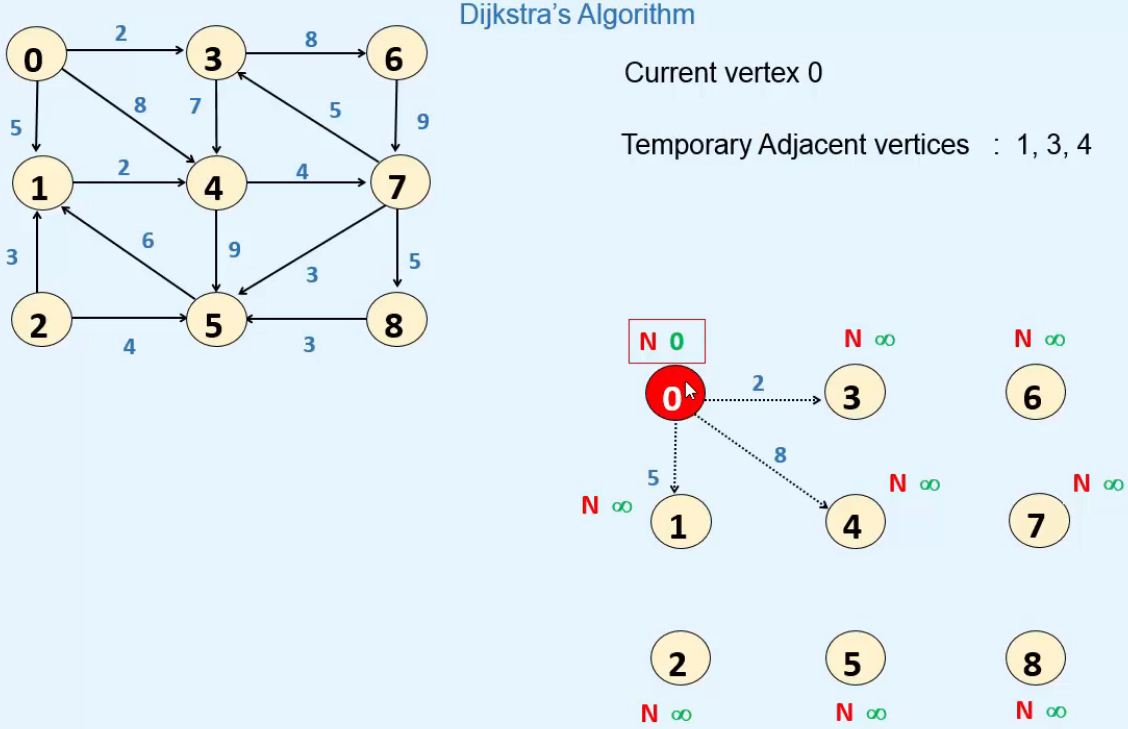 Dijkstra's Algorithm
0 2 3 8 6
5 8 7 5 9
1 2 4 4 7
3 6 9 3 5
2 4 5 3 8
Current vertex 0
Temporary Adjacent vertices : 1, 3, 4
N 0 N ∞ N ∞
0 2 3 6
5 8
N ∞ N ∞ N ∞
1 4 7
2 5 8
N ∞ N ∞ N ∞